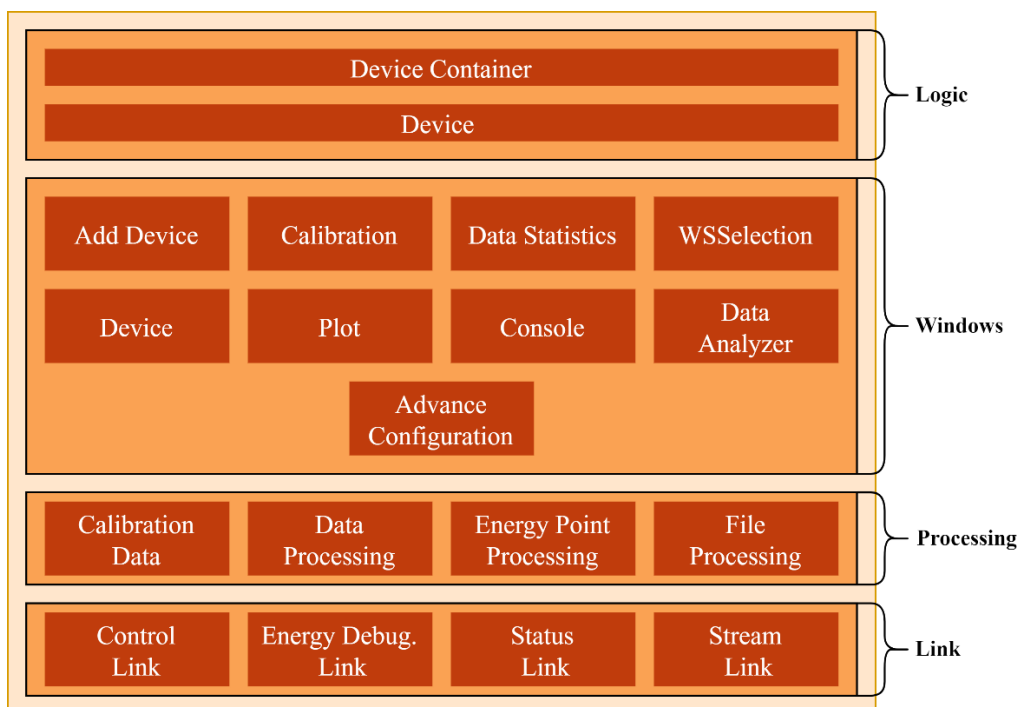 Device Container
Device
Logic
Add Device
Calibration
Data Statistics
WSSelection
Device
Plot
Console
Data
Analyzer
Advance
Configuration
Windows
Calibration
Data
Data
Processing
Energy Point
Processing
File
Processing
Processing
Control
Link
Energy Debug.
Link
Status
Link
Stream
Link
Link